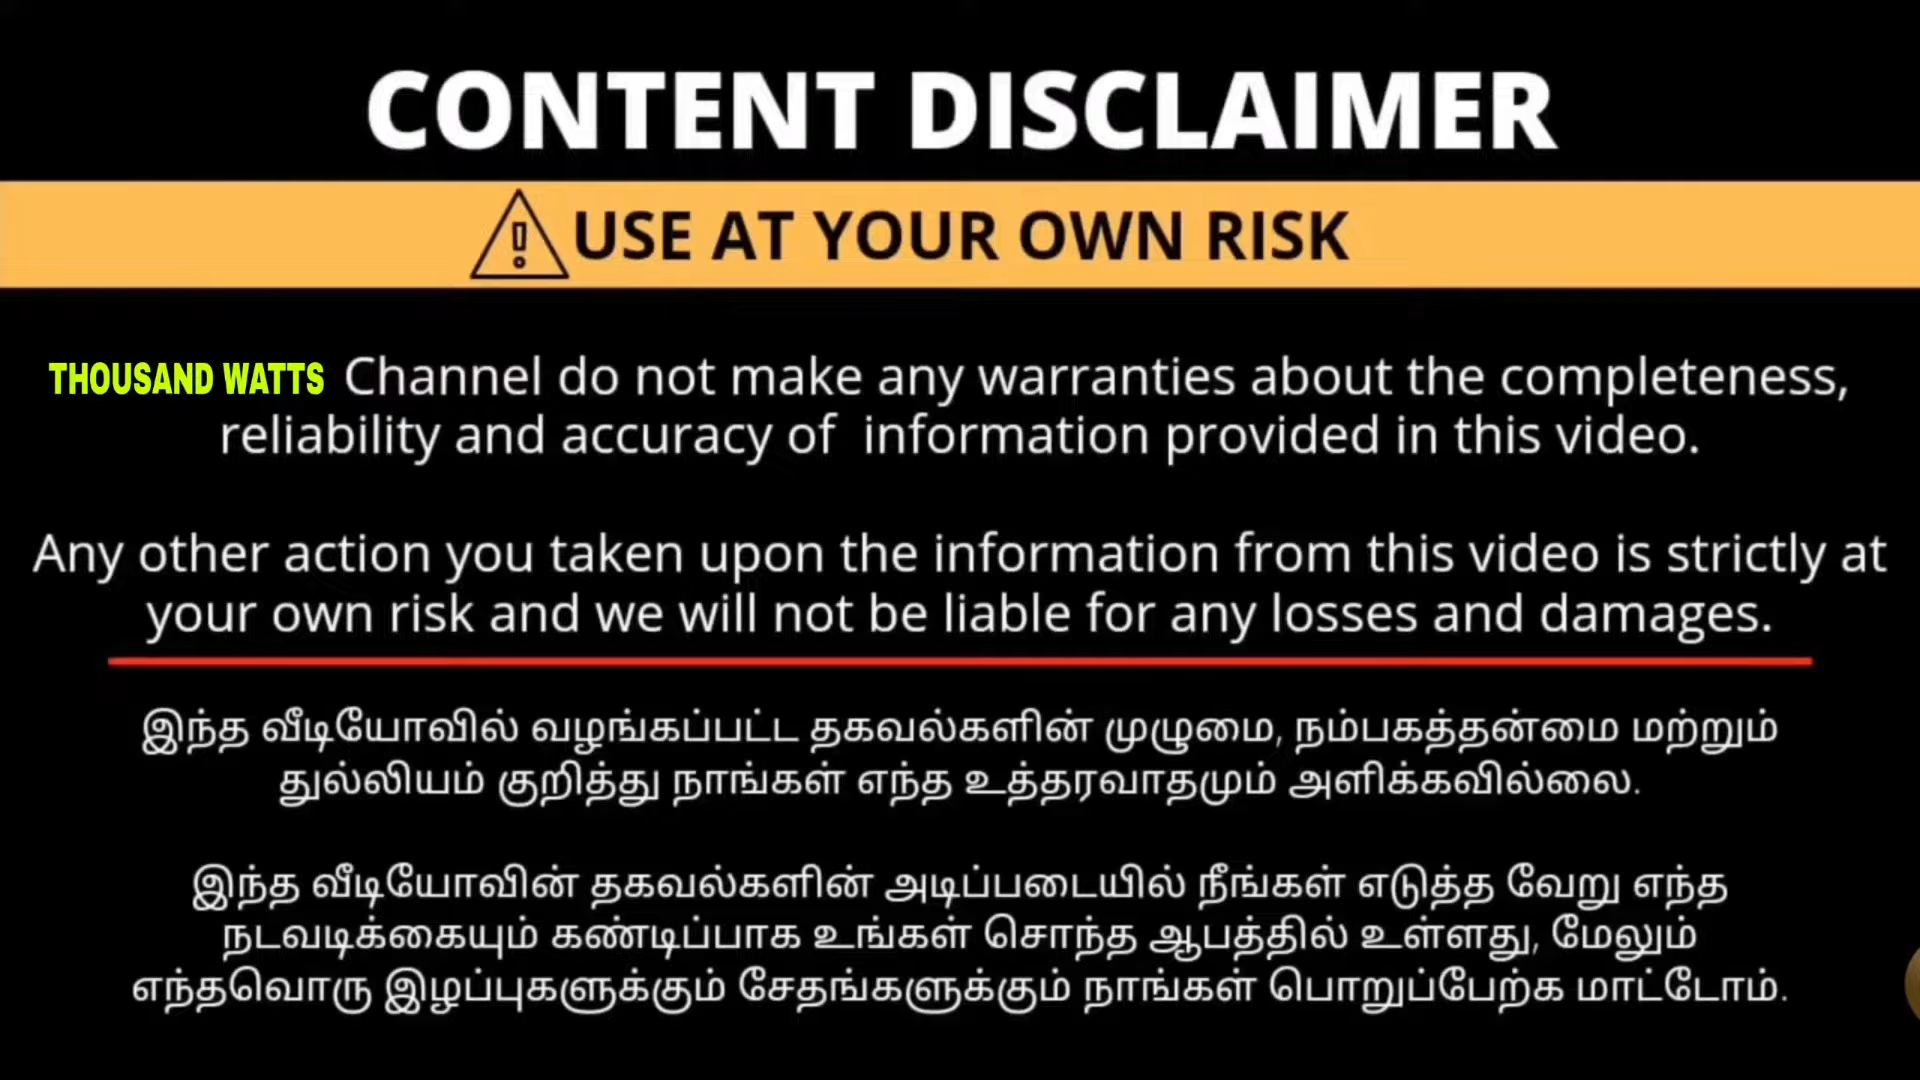 CONTENT DISCLAIMER
USE AT YOUR OWN RISK
THOUSAND WATTS Channel do not make any warranties about the completeness,
reliability and accuracy of information provided in this video.
Any other action you taken upon the information from this video is strictly at
your own risk and we will not be liable for any losses and damages.
இந்த வீடியோவில் வழங்கப்பட்ட தகவல்களின் முழுமை, நம்பகத்தன்மை மற்றும்
துல்லியம் குறித்து நாங்கள் எந்த உத்தரவாதமும் அளிக்கவில்லை.
இந்த வீடியோவின் தகவல்களின் அடிப்படையில் நீங்கள் எடுத்த வேறு எந்த
நடவடிக்கையும் கண்டிப்பாக உங்கள் சொந்த ஆபத்தில் உள்ளது, மேலும்
எந்தவொரு இழப்புகளுக்கும் சேதங்களுக்கும் நாங்கள் பொறுப்பேற்க மாட்டோம்.